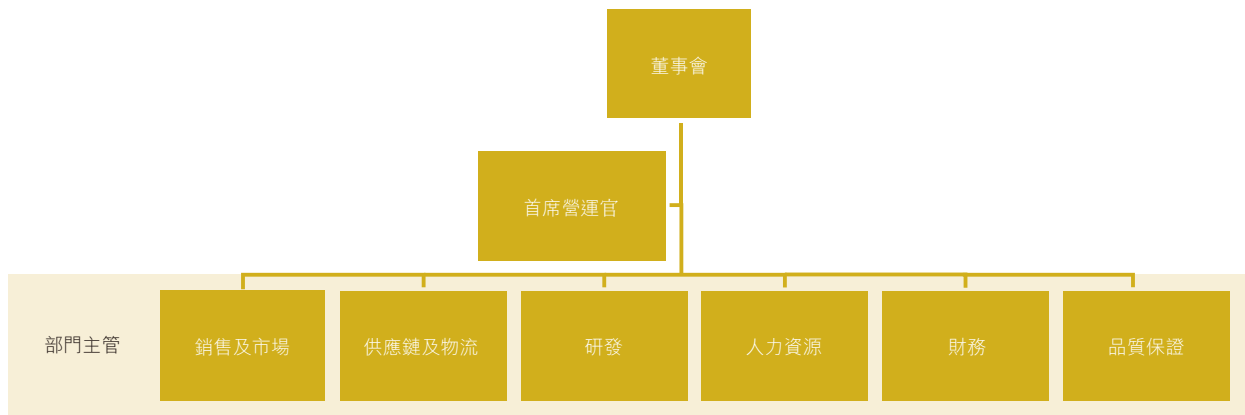 董事會
首席營運官
部門主管
銷售及市場
供應鏈及物流
研發
人力資源
財務
品質保證